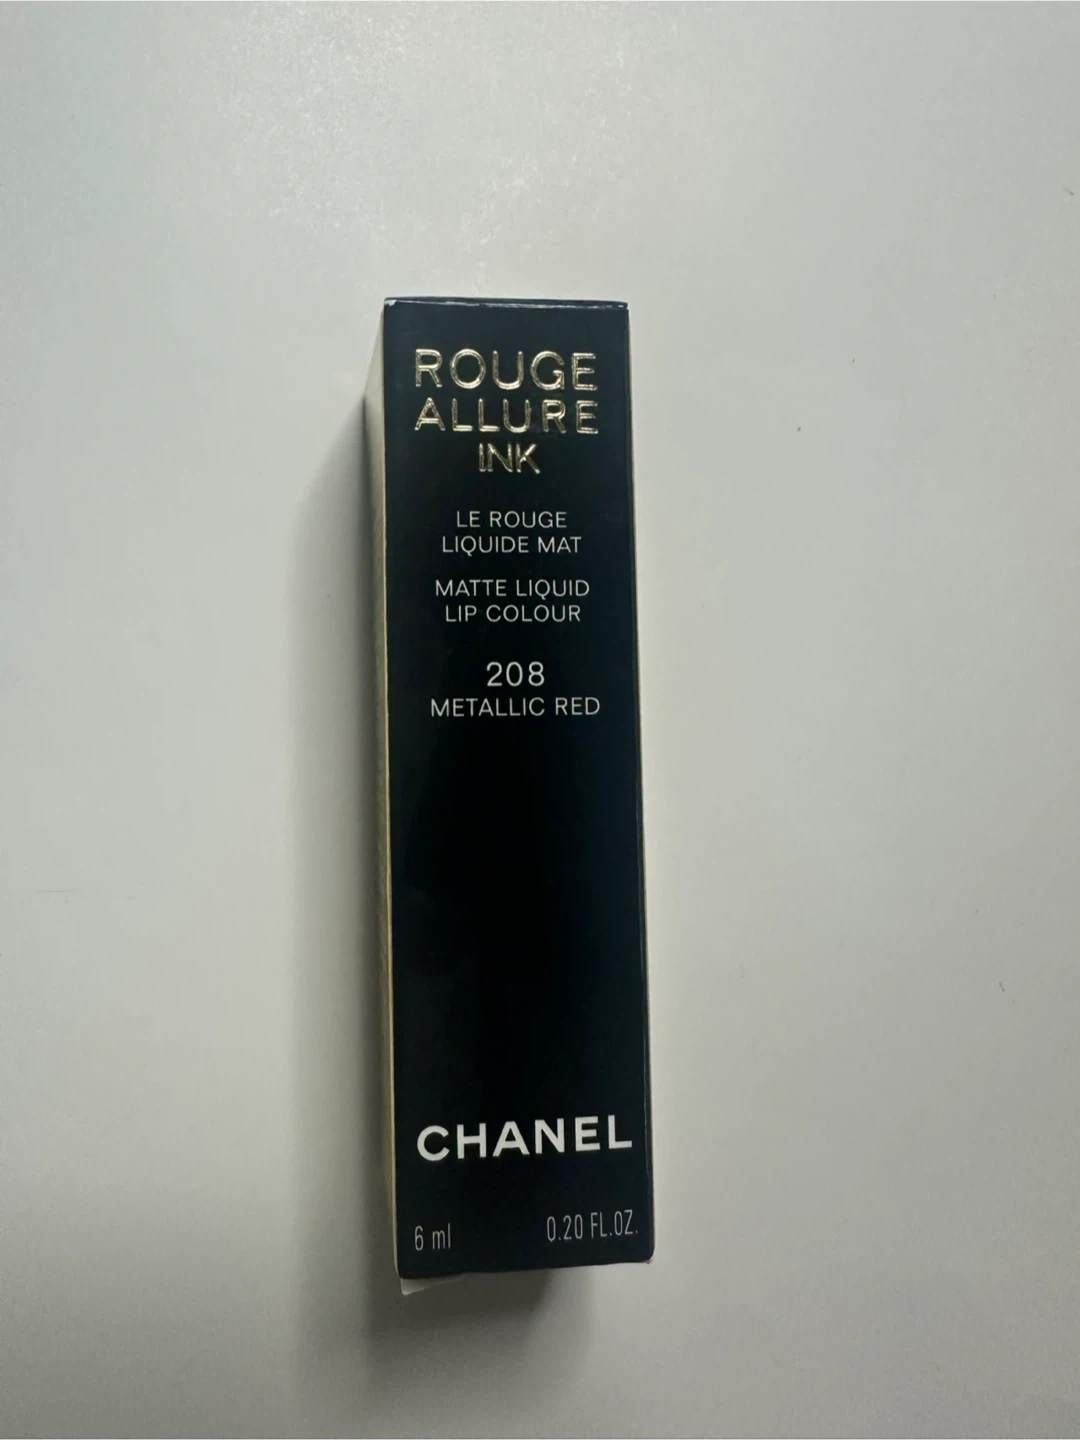 ROUGE
ALLURE
INK
LE ROUGE
LIQUIDE MAT
MATTE LIQUID
LIP COLOUR
208
METALLIC RED
CHANEL
6 ml 0.20 FL.OZ.